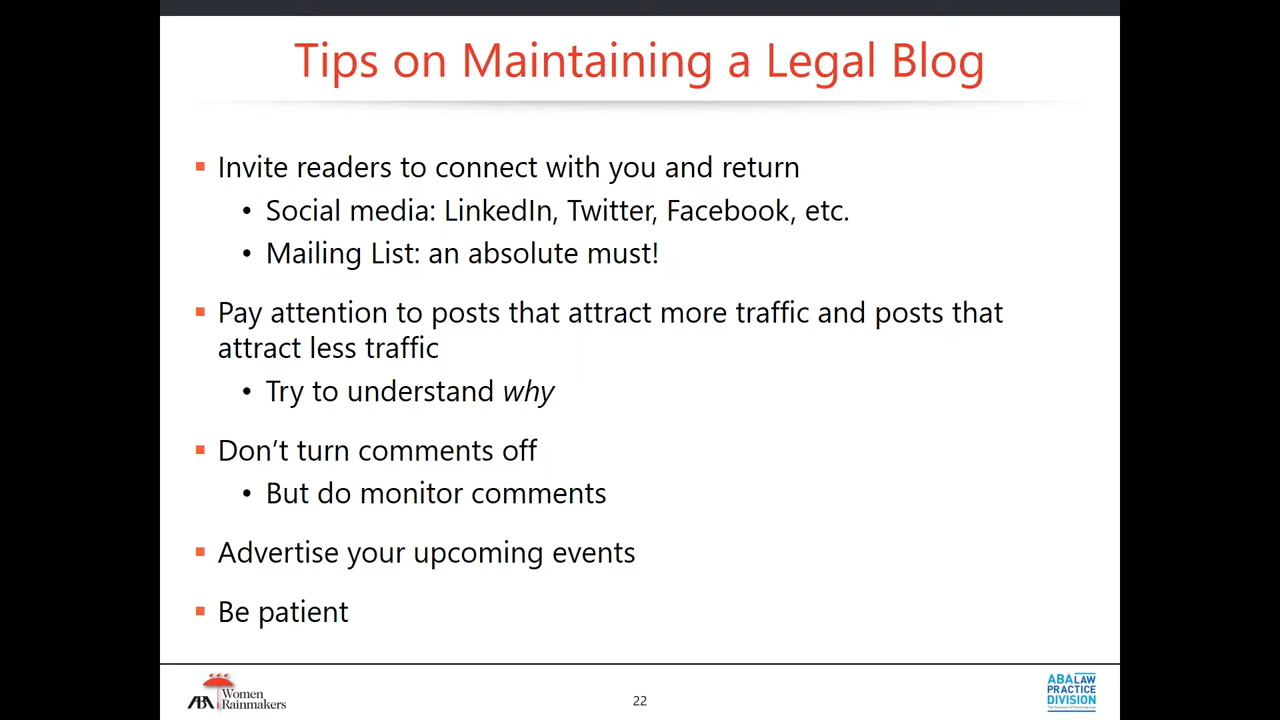 Tips on Maintaining a Legal Blog
Invite readers to connect with you and return
Social media: LinkedIn, Twitter, Facebook, etc.
Mailing List: an absolute must!
Pay attention to posts that attract more traffic and posts that
attract less traffic
Try to understand why
Don’t turn comments off
But do monitor comments
Advertise your upcoming events
Be patient
ABA Women
Rainmakers
22
ABA LAW
PRACTICE
DIVISION